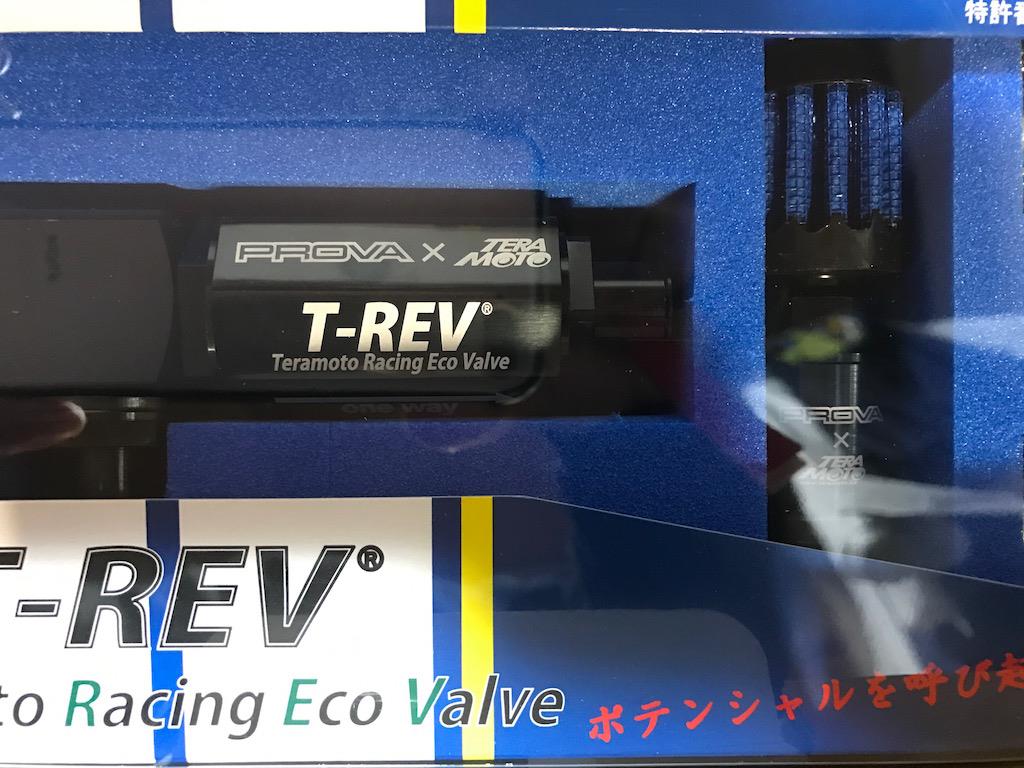 特許番
PROVA × TERA MOTO
T-REV®
Teramoto Racing Eco Valve
one way
PROVA
×
TERA
MOTO
T-REV®
to Racing Eco Valve
ポテンシャルを呼び起